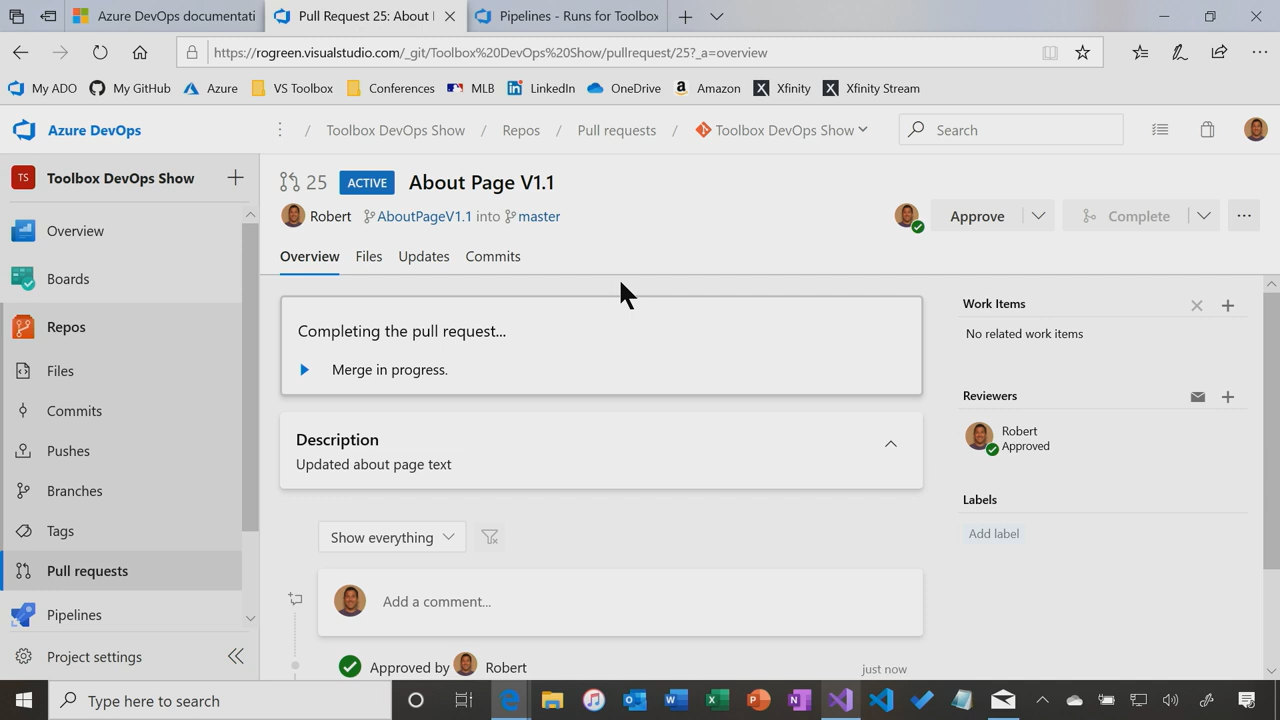 Azure DevOps documentati
Pull Request 25: About
Pipelines - Runs for Toolbox
https://rogreen.visualstudio.com/_git/Toolbox%20DevOps%20Show/pullrequest/25?_a=overview
My ADO
My GitHub
Azure
VS Toolbox
Conferences
MLB
LinkedIn
OneDrive
Amazon
Xfinity
Xfinity Stream
Azure DevOps
/ Toolbox DevOps Show / Repos / Pull requests / Toolbox DevOps Show
Search
TS
Toolbox DevOps Show
Overview
Boards
Repos
Files
Commits
Pushes
Branches
Tags
Pull requests
Pipelines
Project settings
25 ACTIVE About Page V1.1
Robert AboutPageV1.1 into master
Approve
Complete
Overview Files Updates Commits
Completing the pull request...
Merge in progress.
Description
Updated about page text
Show everything
Add a comment...
Approved by Robert
just now
Work Items
No related work items
Reviewers
Robert
Approved
Labels
Add label
Type here to search